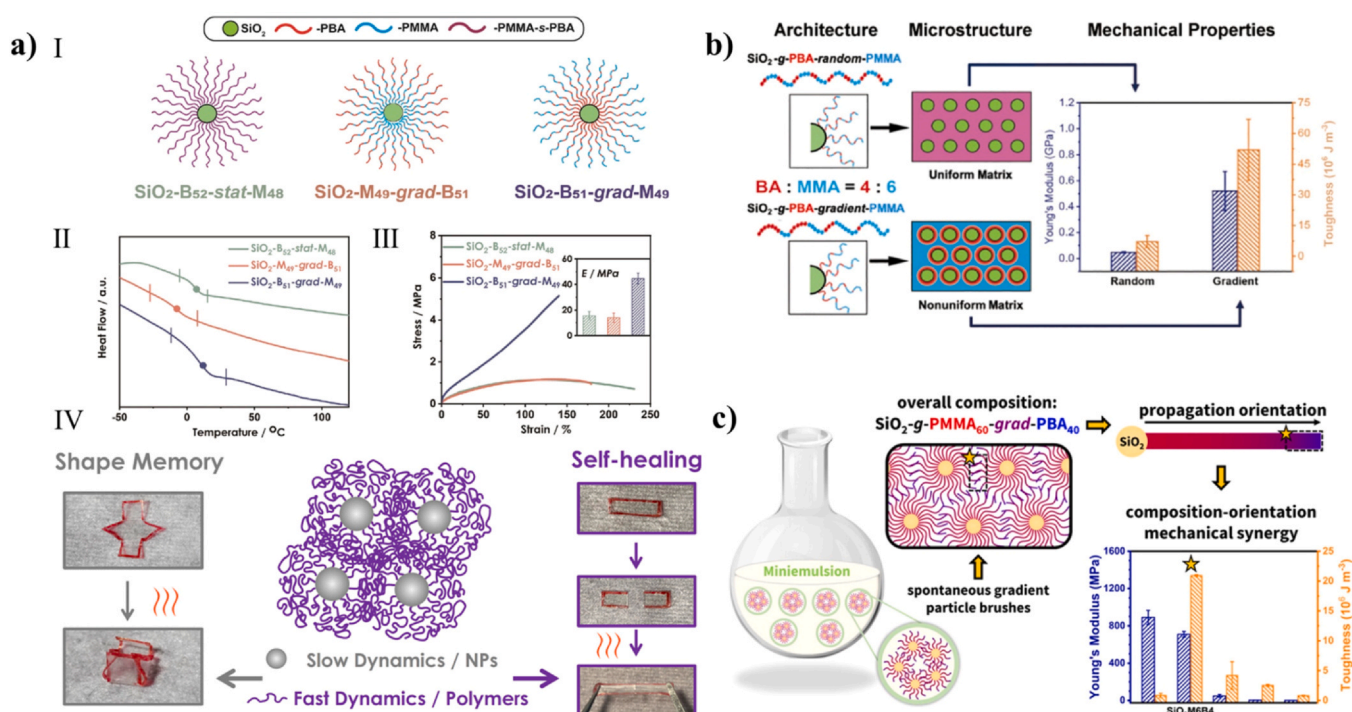 a)
I
SiO₂ -PBA -PMMA -PMMA-s-PBA
SiO₂-B₅₂-stat-M₄₈
SiO₂-M₄₉-grad-B₅₁
SiO₂-B₅₁-grad-M₄₉
II
SiO₂-B₅₂-stat-M₄₈
SiO₂-M₄₉-grad-B₅₁
SiO₂-B₅₁-grad-M₄₉
Heat Flow / a.u.
-50 0 50 100
Temperature / °C
III
SiO₂-B₅₂-stat-M₄₈
SiO₂-M₄₉-grad-B₅₁
SiO₂-B₅₁-grad-M₄₉
E / MPa
60
40
20
0
Stress / MPa
8
6
4
2
0
0 50 100 150 200 250
Strain / %
IV
Shape Memory
Self-healing
Slow Dynamics / NPs
Fast Dynamics / Polymers
b)
Architecture
Microstructure
Mechanical Properties
SiO₂-g-PBA-random-PMMA
Uniform Matrix
BA : MMA = 4 : 6
SiO₂-g-PBA-gradient-PMMA
Nonuniform Matrix
Young's Modulus (GPa)
1.2
1.0
0.8
0.6
0.4
0.2
0.0
Random
Gradient
75
60
45
30
15
0
Toughness (10⁶ J m⁻³)
c)
overall composition:
SiO₂-g-PMMA₆₀-grad-PBA₄₀
propagation orientation
SiO₂
Miniemulsion
spontaneous gradient
particle brushes
composition-orientation
mechanical synergy
Young's Modulus (MPa)
1600
1200
800
400
0
25
20
15
10
5
0
Toughness (10⁶ J m⁻³)
SiO-M6B4